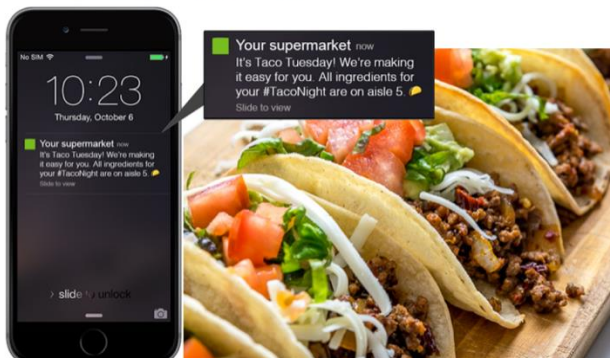 No SIM
10:23
Thursday, October 6
Your supermarket now
It's Taco Tuesday! We're making
it easy for you. All ingredients for
your #TacoNight are on aisle 5. 🌮
Slide to view
> slide to unlock
Your supermarket now
It's Taco Tuesday! We're making
it easy for you. All ingredients for
your #TacoNight are on aisle 5. 🌮
Slide to view